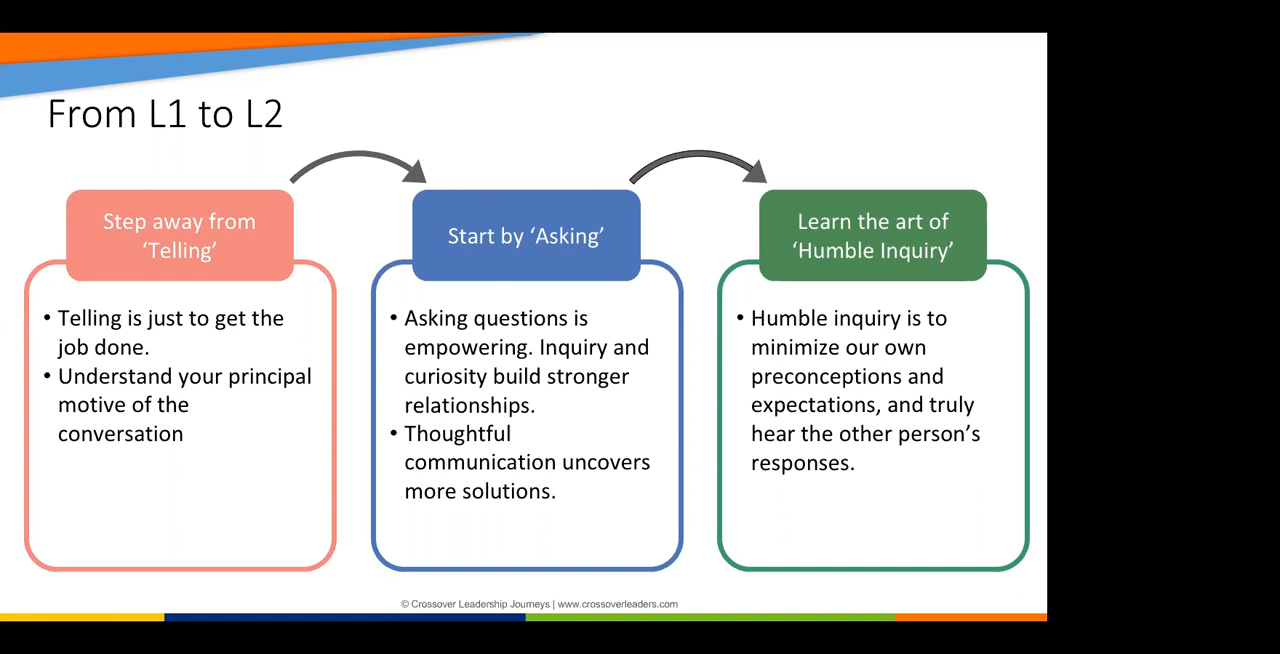 From L1 to L2
Step away from
‘Telling’
• Telling is just to get the
job done.
• Understand your principal
motive of the
conversation
Start by ‘Asking’
• Asking questions is
empowering. Inquiry and
curiosity build stronger
relationships.
• Thoughtful
communication uncovers
more solutions.
Learn the art of
‘Humble Inquiry’
• Humble inquiry is to
minimize our own
preconceptions and
expectations, and truly
hear the other person’s
responses.
© Crossover Leadership Journeys | www.crossoverleaders.com